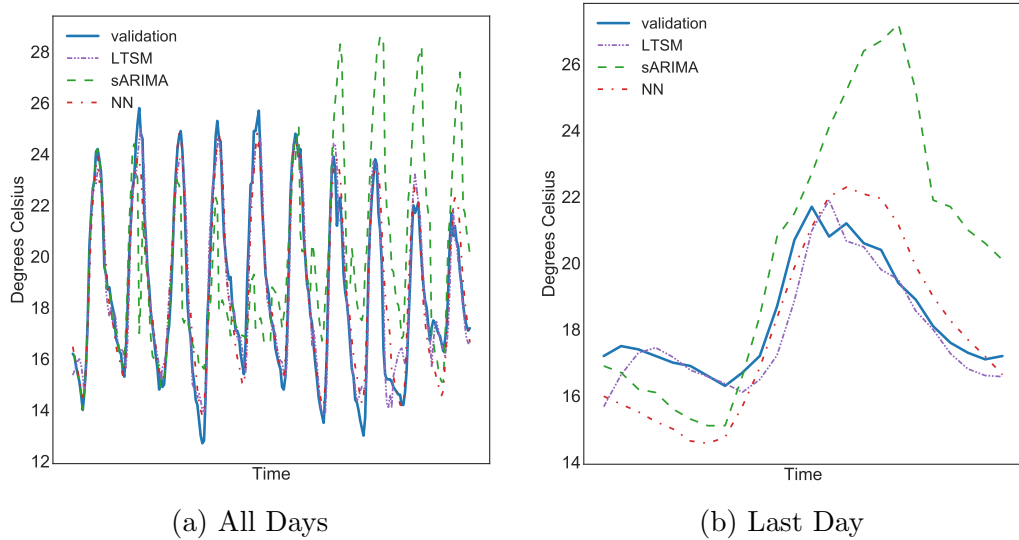 validation
LTSM
sARIMA
NN
Degrees Celsius
28
26
24
22
20
18
16
14
12
Time
(a) All Days
validation
LTSM
sARIMA
NN
Degrees Celsius
26
24
22
20
18
16
14
Time
(b) Last Day